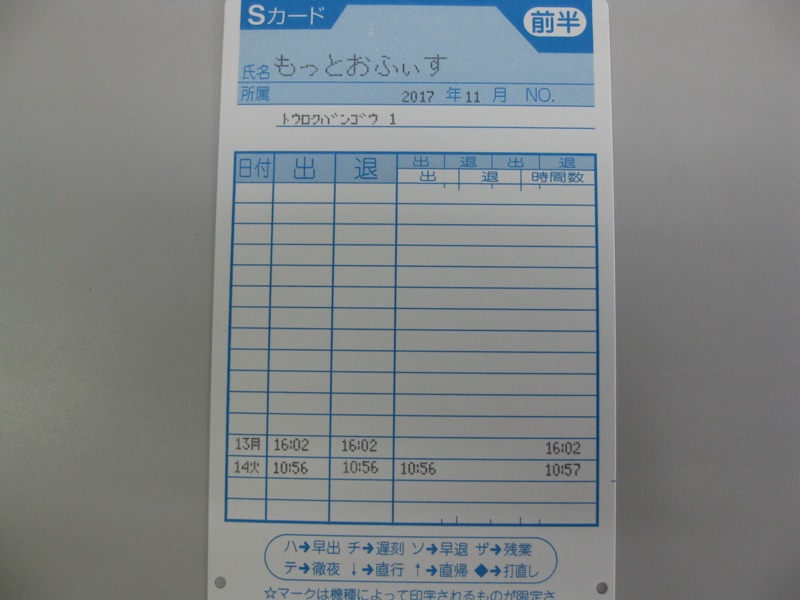 Sカード 前半
氏名 もっとおふぃす
所属 2017 年 11 月 NO.
トウロクバンゴウ 1
日付 出 退 出 退 出 退
出 退 時間数
13月 16:02 16:02 16:02
14火 10:56 10:56 10:56 10:57
ハ→早出 チ→遅刻 ソ→早退 ザ→残業
テ→徹夜 ↓→直行 ↑→直帰 ◆→打直し
☆マークは機種によって印字されるものが限定さ